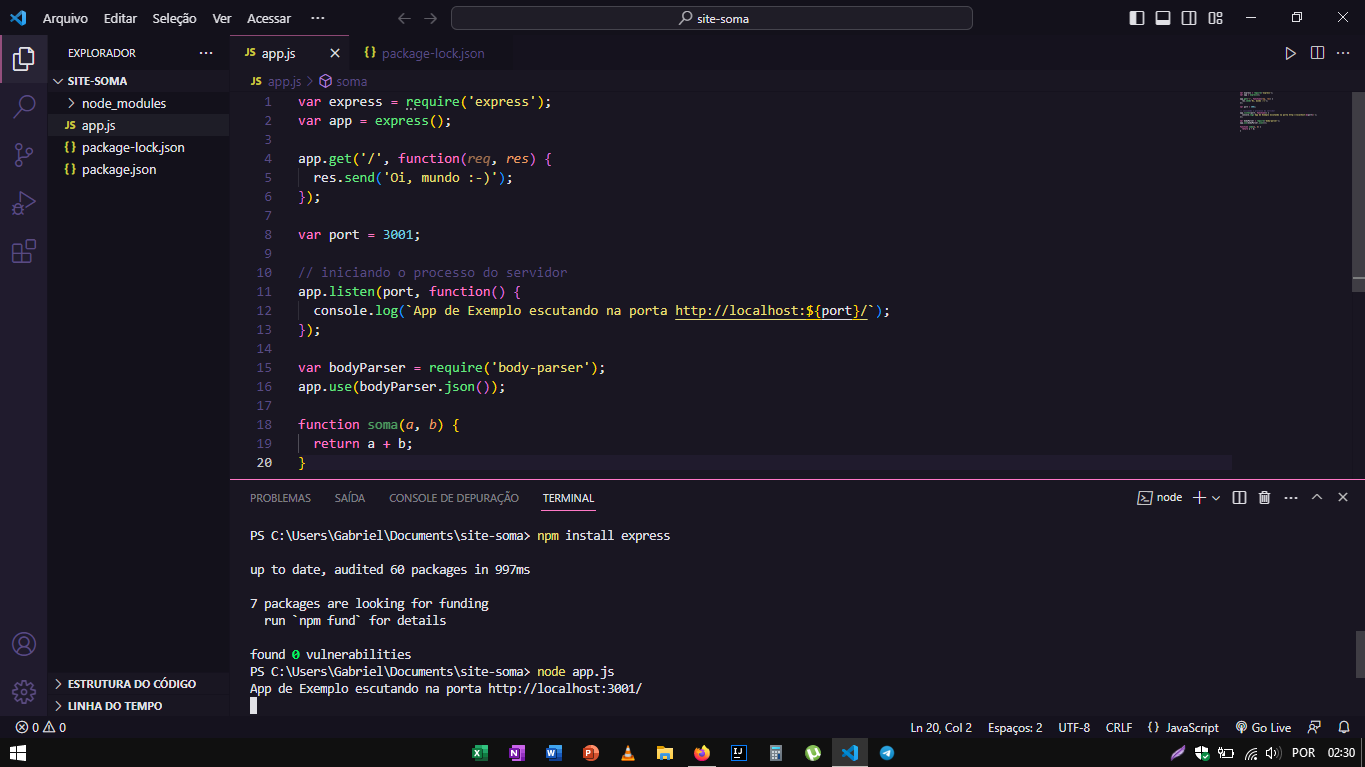 Arquivo Editar Seleção Ver Acessar ··· site-soma
EXPLORADOR ···
SITE-SOMA
node_modules
JS app.js
{} package-lock.json
{} package.json
ESTRUTURA DO CÓDIGO
LINHA DO TEMPO
JS app.js {} package-lock.json
JS app.js > soma
1 var express = require('express');
2 var app = express();
3
4 app.get('/', function(req, res) {
5   res.send('Oi, mundo :-)');
6 });
7
8 var port = 3001;
9
10 // iniciando o processo do servidor
11 app.listen(port, function() {
12   console.log(`App de Exemplo escutando na porta http://localhost:${port}/`);
13 });
14
15 var bodyParser = require('body-parser');
16 app.use(bodyParser.json());
17
18 function soma(a, b) {
19   return a + b;
20 }
PROBLEMAS SAÍDA CONSOLE DE DEPURAÇÃO TERMINAL node
PS C:\Users\Gabriel\Documents\site-soma> npm install express
up to date, audited 60 packages in 997ms
7 packages are looking for funding
  run `npm fund` for details
found 0 vulnerabilities
PS C:\Users\Gabriel\Documents\site-soma> node app.js
App de Exemplo escutando na porta http://localhost:3001/
0 0 Ln 20, Col 2 Espaços: 2 UTF-8 CRLF {} JavaScript Go Live
POR 02:30